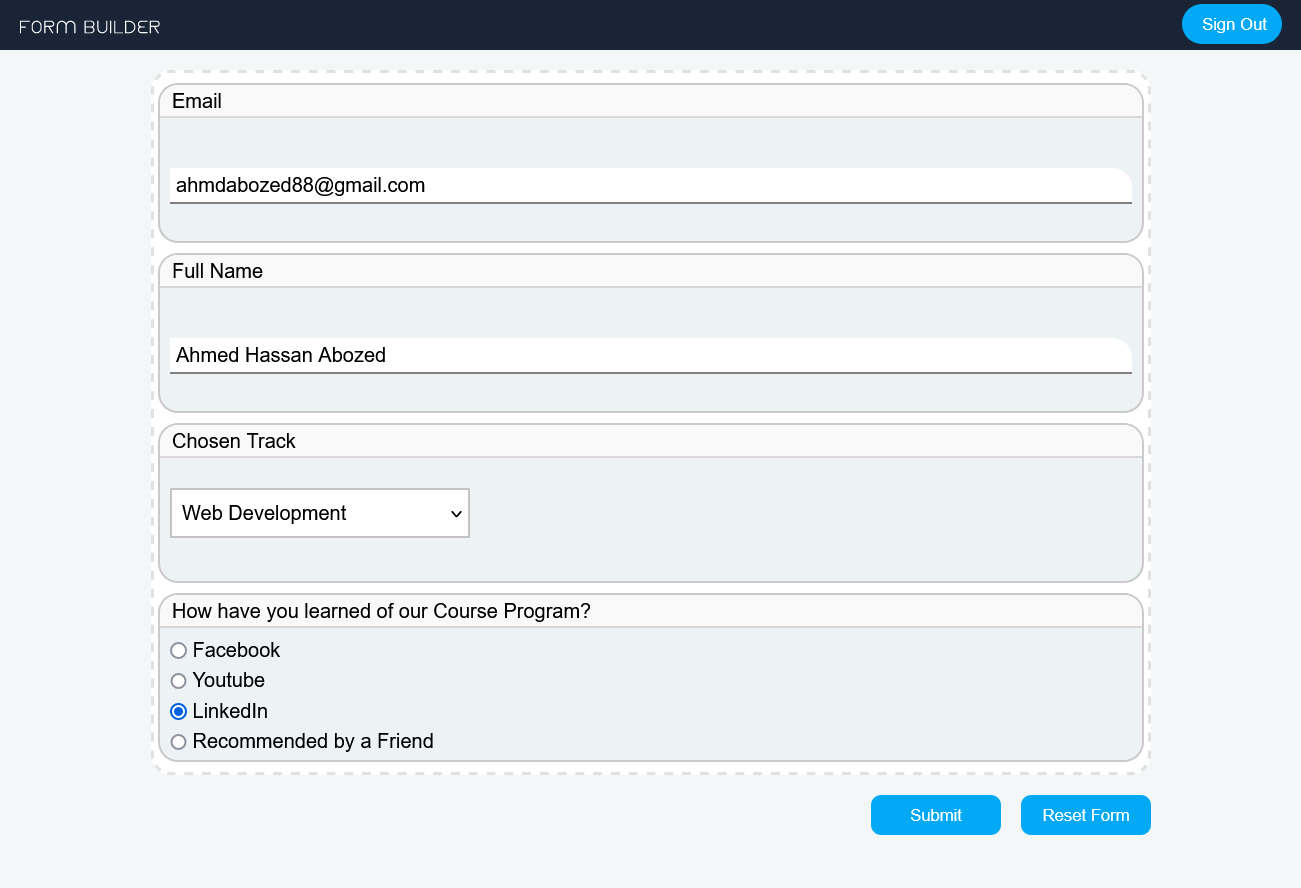 FORM BUILDER
Sign Out
Email
ahmdabozed88@gmail.com
Full Name
Ahmed Hassan Abozed
Chosen Track
Web Development
How have you learned of our Course Program?
Facebook
Youtube
LinkedIn
Recommended by a Friend
Submit
Reset Form